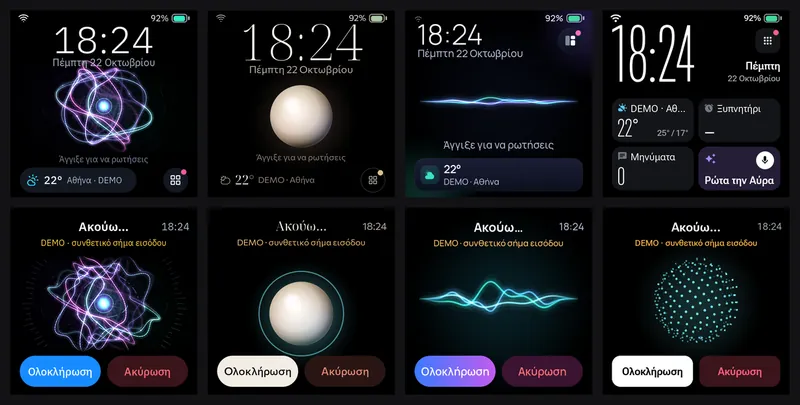 92%
18:24
Πέμπτη 22 Οκτωβρίου
Άγγιξε για να ρωτήσεις
22° Αθήνα · DEMO
92%
18:24
Πέμπτη 22 Οκτωβρίου
Άγγιξε για να ρωτήσεις
22° DEMO · Αθήνα
92%
18:24
Πέμπτη 22 Οκτωβρίου
Άγγιξε για να ρωτήσεις
22°
DEMO · Αθήνα
92%
18:24
Πέμπτη
22 Οκτωβρίου
DEMO · Αθ...
22° 25° / 17°
Ξυπνητήρι
—
Μηνύματα
0
Ρώτα την Αύρα
Ακούω... 18:24
DEMO · συνθετικό σήμα εισόδου
Ολοκλήρωση Ακύρωση
Ακούω... 18:24
DEMO · συνθετικό σήμα εισόδου
Ολοκλήρωση Ακύρωση
Ακούω... 18:24
DEMO · συνθετικό σήμα εισόδου
Ολοκλήρωση Ακύρωση
Ακούω... 18:24
DEMO · συνθετικό σήμα εισόδου
Ολοκλήρωση Ακύρωση